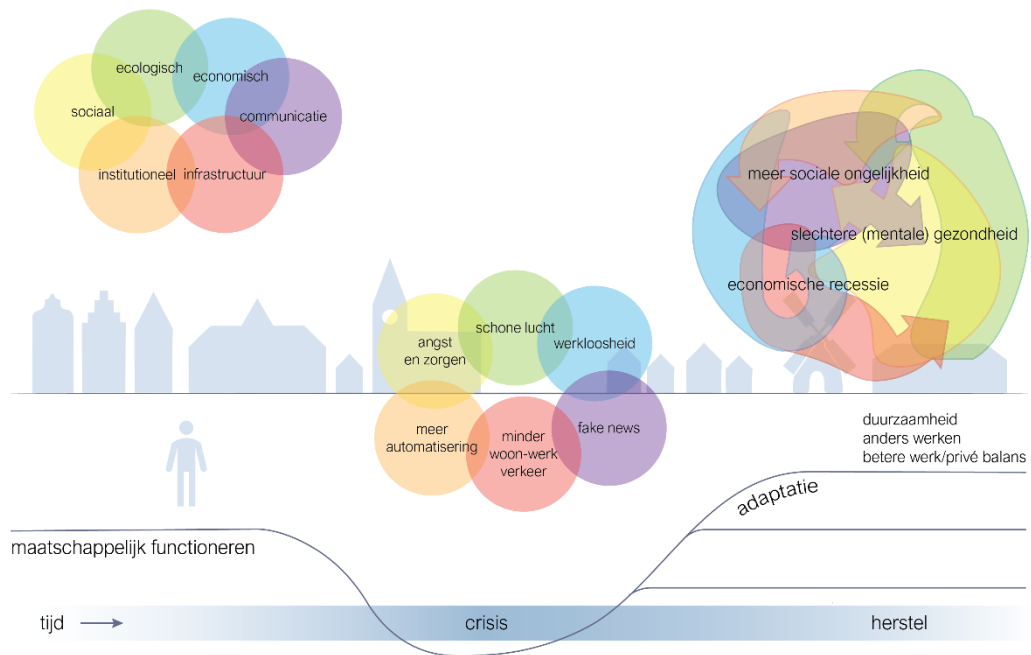 ecologisch
economisch
sociaal
communicatie
institutioneel
infrastructuur
meer sociale ongelijkheid
slechtere (mentale) gezondheid
economische recessie
schone lucht
angst
en zorgen
werkloosheid
meer
automatisering
minder
woon-werk
verkeer
fake news
duurzaamheid
anders werken
betere werk/privé balans
adaptatie
maatschappelijk functioneren
tijd
crisis
herstel